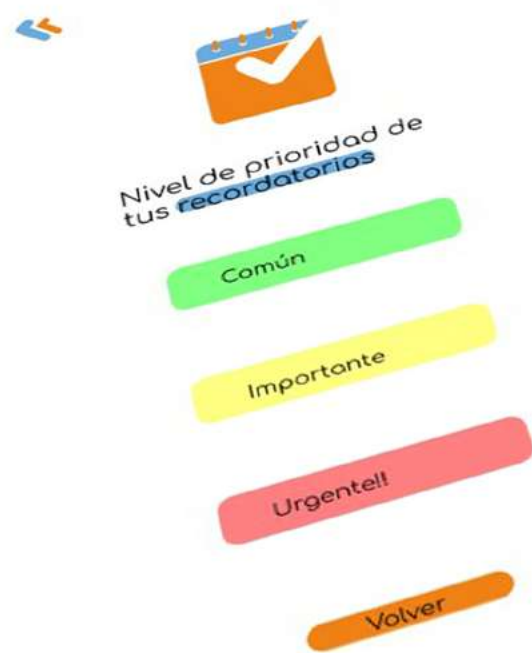 Nivel de prioridad de
tus recordatorios
Común
Importante
Urgente!!
Volver